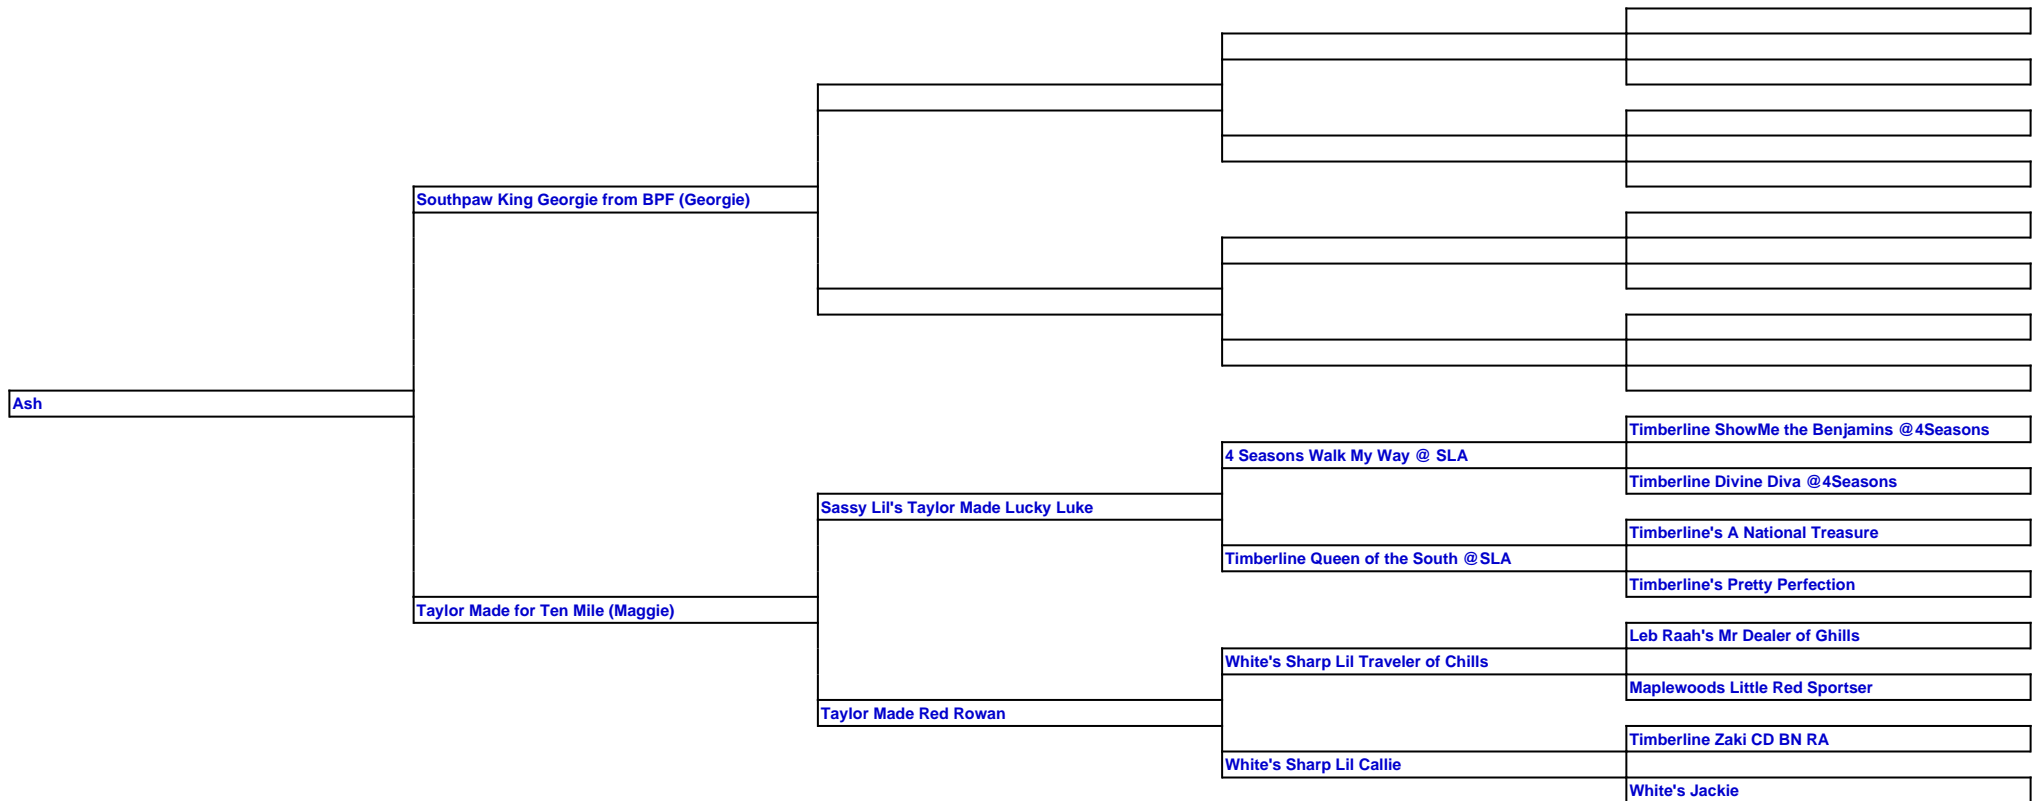 Southpaw King Georgie from BPF (Georgie)
Ash
Timberline ShowMe the Benjamins @4Seasons
4 Seasons Walk My Way @ SLA
Timberline Divine Diva @4Seasons
Sassy Lil's Taylor Made Lucky Luke
Timberline's A National Treasure
Timberline Queen of the South @SLA
Timberline's Pretty Perfection
Taylor Made for Ten Mile (Maggie)
Leb Raah's Mr Dealer of Ghills
White's Sharp Lil Traveler of Chills
Maplewoods Little Red Sportser
Taylor Made Red Rowan
Timberline Zaki CD BN RA
White's Sharp Lil Callie
White's Jackie